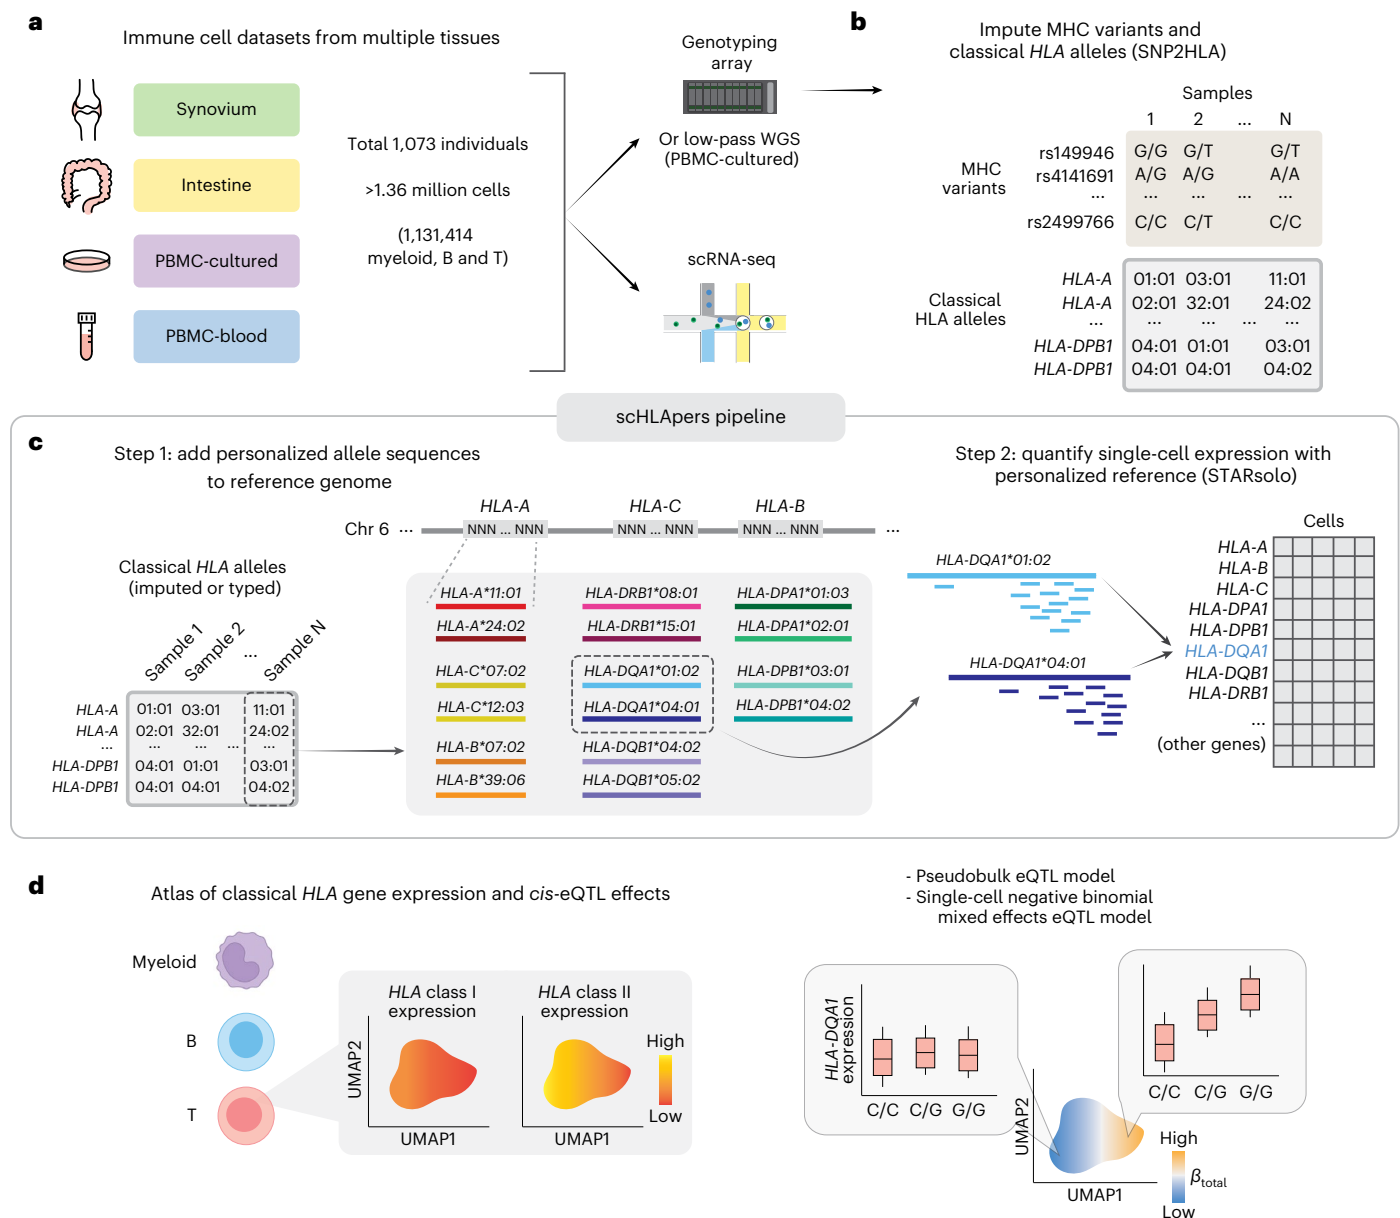 a
Immune cell datasets from multiple tissues
Synovium
Intestine
PBMC-cultured
PBMC-blood
Total 1,073 individuals
>1.36 million cells
(1,131,414
myeloid, B and T)
Genotyping
array
Or low-pass WGS
(PBMC-cultured)
scRNA-seq
b
Impute MHC variants and
classical HLA alleles (SNP2HLA)
Samples
1 2 ... N
MHC
variants
rs149946 G/G G/T G/T
rs4141691 A/G A/G A/A
... ... ... ... ...
rs2499766 C/C C/T C/C
Classical
HLA alleles
HLA-A 01:01 03:01 11:01
HLA-A 02:01 32:01 24:02
... ... ... ... ...
HLA-DPB1 04:01 01:01 03:01
HLA-DPB1 04:01 04:01 04:02
scHLApers pipeline
c
Step 1: add personalized allele sequences
to reference genome
Chr 6 ... ...
HLA-A HLA-C HLA-B
NNN ... NNN NNN ... NNN NNN ... NNN
Classical HLA alleles
(imputed or typed)
Sample 1 Sample 2 ... Sample N
HLA-A 01:01 03:01 11:01
HLA-A 02:01 32:01 24:02
... ... ... ... ...
HLA-DPB1 04:01 01:01 03:01
HLA-DPB1 04:01 04:01 04:02
HLA-A*11:01 HLA-DRB1*08:01 HLA-DPA1*01:03
HLA-A*24:02 HLA-DRB1*15:01 HLA-DPA1*02:01
HLA-C*07:02 HLA-DQA1*01:02 HLA-DPB1*03:01
HLA-C*12:03 HLA-DQA1*04:01 HLA-DPB1*04:02
HLA-B*07:02 HLA-DQB1*04:02
HLA-B*39:06 HLA-DQB1*05:02
Step 2: quantify single-cell expression with
personalized reference (STARsolo)
HLA-DQA1*01:02
HLA-DQA1*04:01
Cells
HLA-A
HLA-B
HLA-C
HLA-DPA1
HLA-DPB1
HLA-DQA1
HLA-DQB1
HLA-DRB1
...
(other genes)
d
Atlas of classical HLA gene expression and cis-eQTL effects
Myeloid
B
T
HLA class I
expression
HLA class II
expression
UMAP2
UMAP1
UMAP1
High
Low
- Pseudobulk eQTL model
- Single-cell negative binomial
mixed effects eQTL model
HLA-DQA1
expression
C/C C/G G/G
C/C C/G G/G
UMAP2
UMAP1
High
βtotal
Low